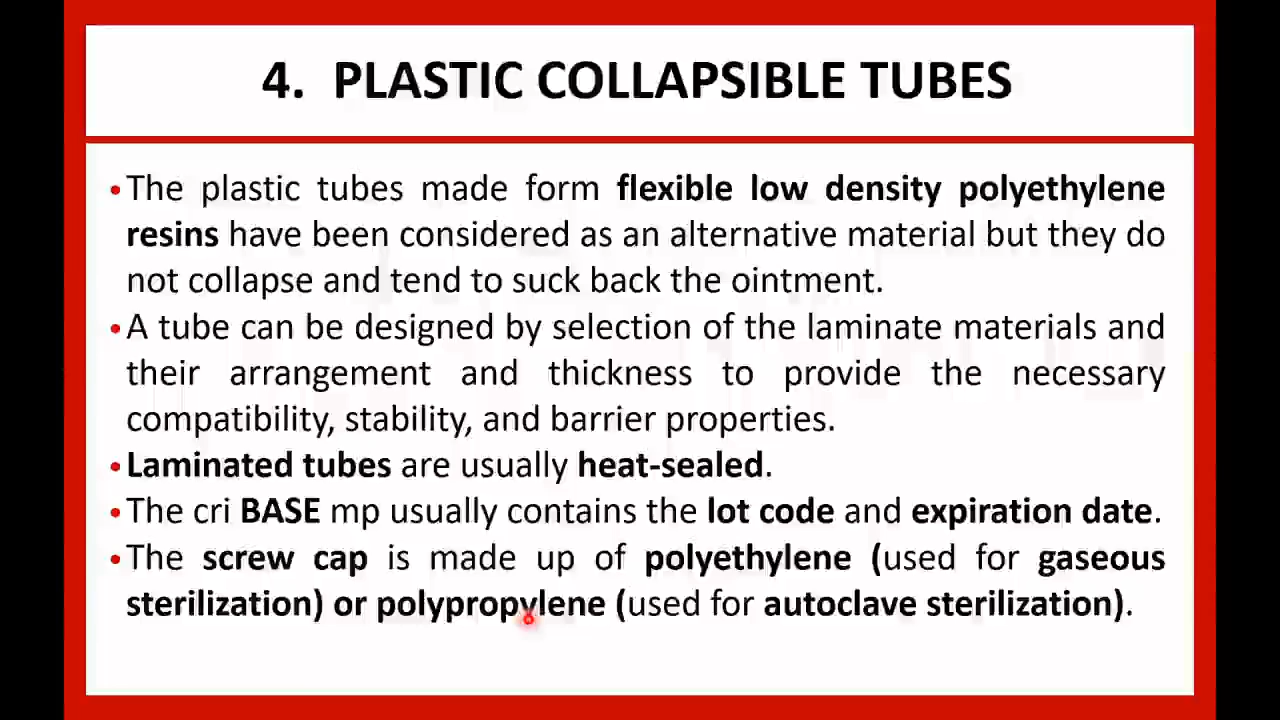 4. PLASTIC COLLAPSIBLE TUBES
•The plastic tubes made form flexible low density polyethylene
resins have been considered as an alternative material but they do
not collapse and tend to suck back the ointment.
•A tube can be designed by selection of the laminate materials and
their arrangement and thickness to provide the necessary
compatibility, stability, and barrier properties.
•Laminated tubes are usually heat-sealed.
•The cri BASE mp usually contains the lot code and expiration date.
•The screw cap is made up of polyethylene (used for gaseous
sterilization) or polypropylene (used for autoclave sterilization).